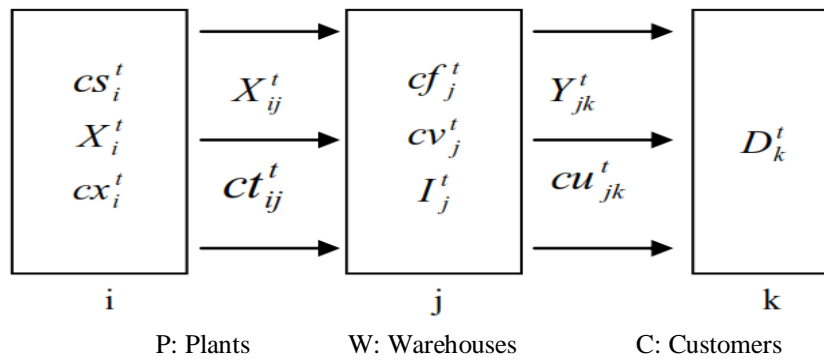 cs_i^t
X_i^t
cx_i^t
X_ij^t
ct_ij^t
cf_j^t
cv_j^t
I_j^t
Y_jk^t
cu_jk^t
D_k^t
i j k
P: Plants W: Warehouses C: Customers